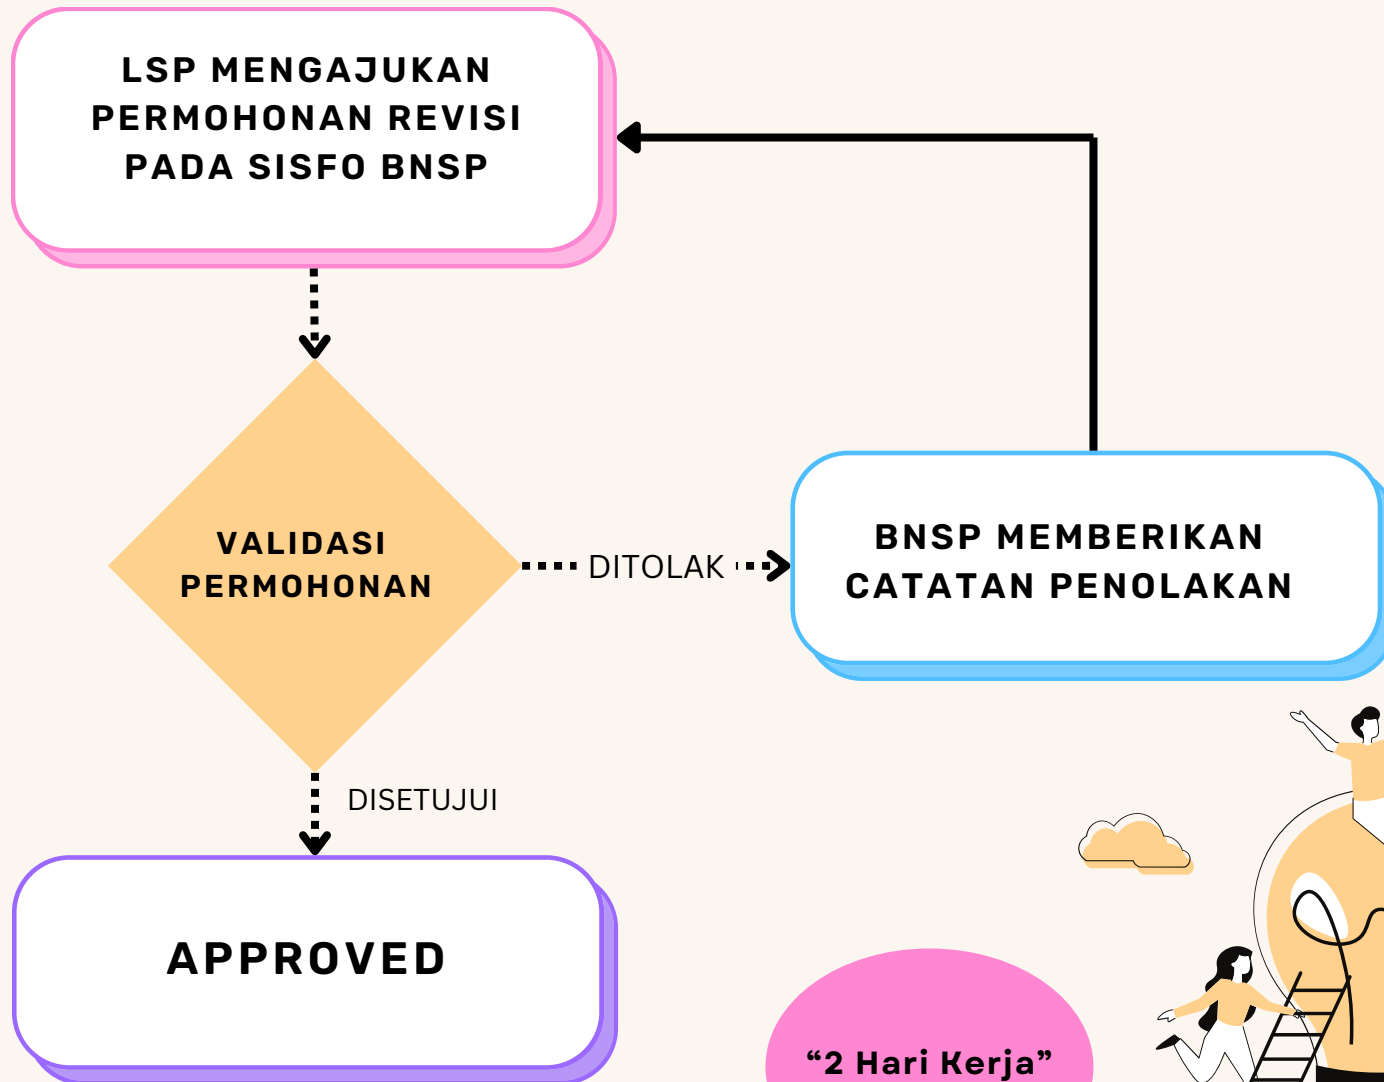 LSP MENGAJUKAN
PERMOHONAN REVISI
PADA SISFO BNSP
VALIDASI
PERMOHONAN
DITOLAK
BNSP MEMBERIKAN
CATATAN PENOLAKAN
DISETUJUI
APPROVED
“2 Hari Kerja”